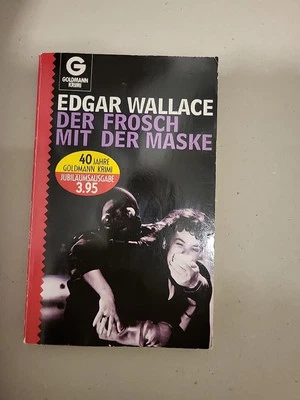 G
GOLDMANN
KRIMI
EDGAR WALLACE
DER FROSCH
MIT DER MASKE
40 JAHRE
GOLDMANN KRIMI
JUBILÄUMSAUSGABE
3.95